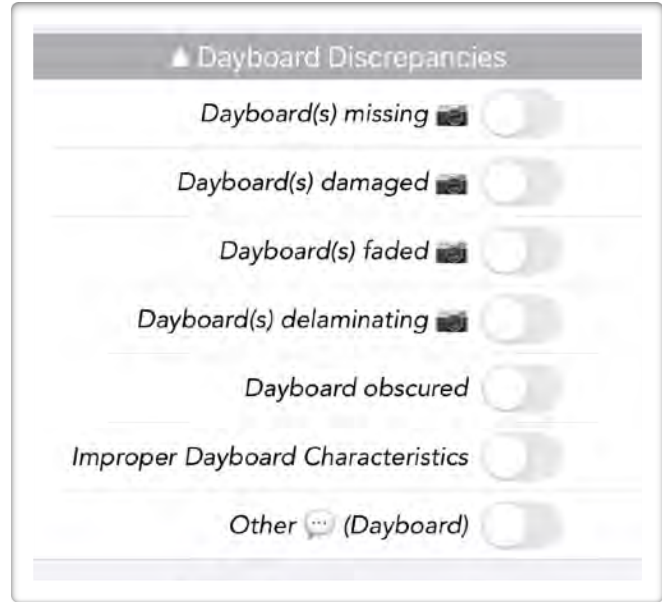 Dayboard Discrepancies
Dayboard(s) missing
Dayboard(s) damaged
Dayboard(s) faded
Dayboard(s) delaminating
Dayboard obscured
Improper Dayboard Characteristics
Other 💬 (Dayboard)